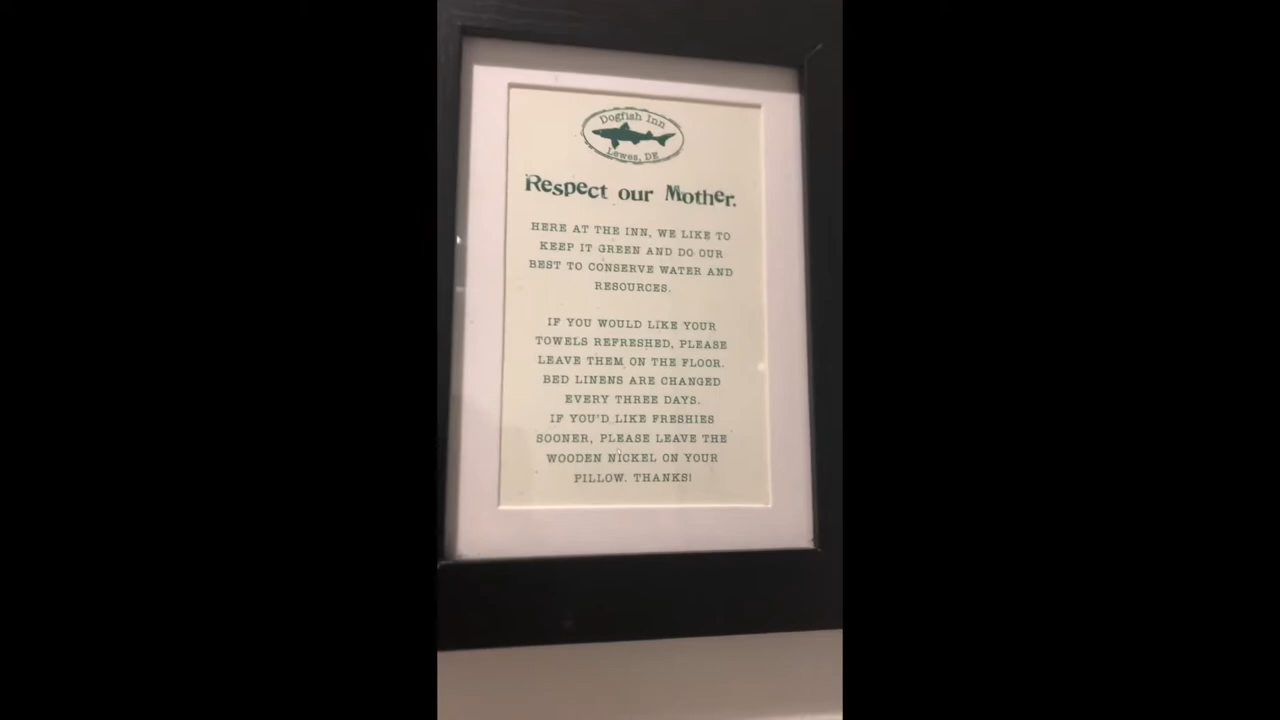 Dogfish Inn
Lewes, DE
Respect our Mother.
HERE AT THE INN, WE LIKE TO
KEEP IT GREEN AND DO OUR
BEST TO CONSERVE WATER AND
RESOURCES.
IF YOU WOULD LIKE YOUR
TOWELS REFRESHED, PLEASE
LEAVE THEM ON THE FLOOR.
BED LINENS ARE CHANGED
EVERY THREE DAYS.
IF YOU'D LIKE FRESHIES
SOONER, PLEASE LEAVE THE
WOODEN NICKEL ON YOUR
PILLOW. THANKS!